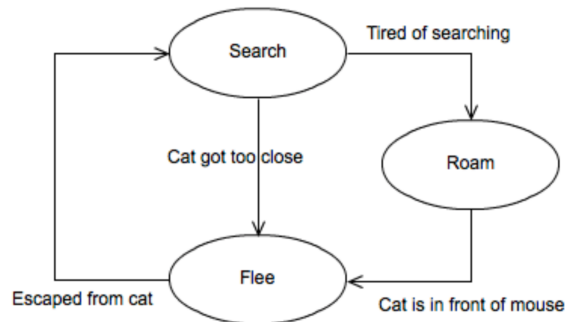 Search
Tired of searching
Cat got too close
Roam
Flee
Escaped from cat
Cat is in front of mouse